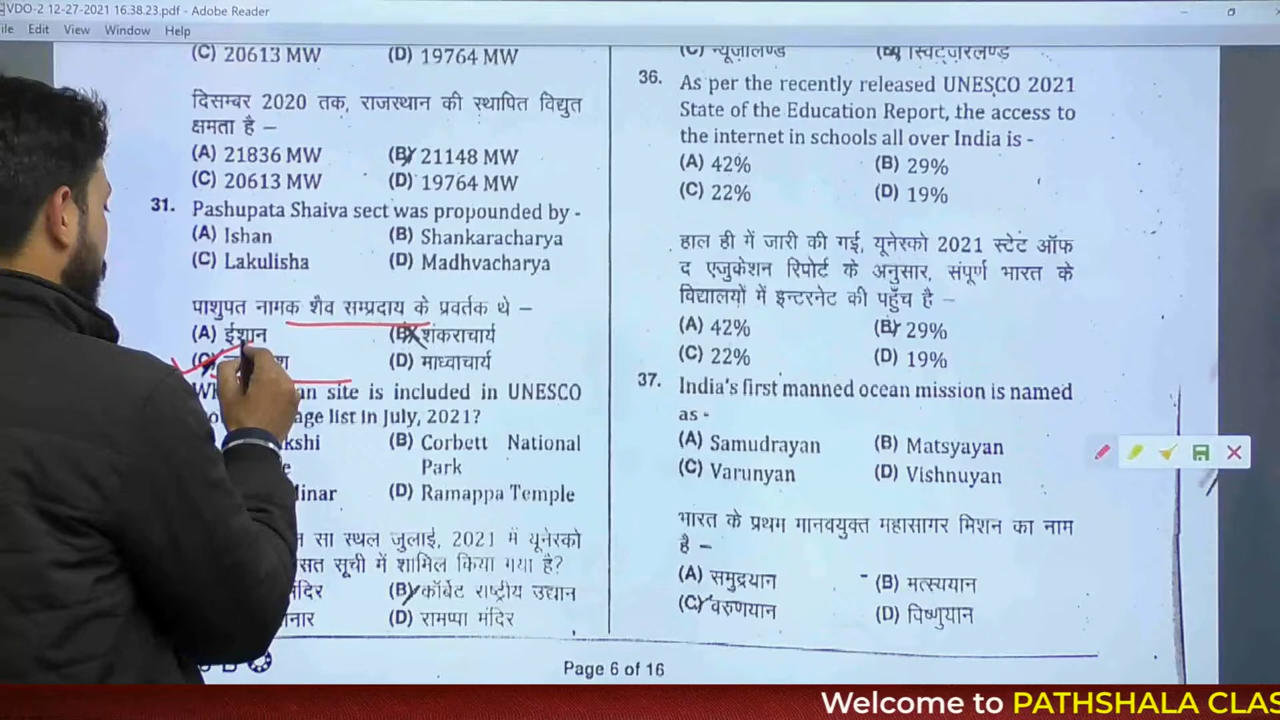 VDO-2 12-27-2021 16.38.23.pdf - Adobe Reader
ile Edit View Window Help
(C) 20613 MW (D) 19764 MW
दिसम्बर 2020 तक, राजस्थान की स्थापित विद्युत
क्षमता है –
(A) 21836 MW (B) 21148 MW
(C) 20613 MW (D) 19764 MW
31. Pashupata Shaiva sect was propounded by -
(A) Ishan (B) Shankaracharya
(C) Lakulisha (D) Madhvacharya
पाशुपत नामक शैव सम्प्रदाय के प्रवर्तक थे –
(A) ईशान (B) शंकराचार्य
(D) माध्वाचार्य
is included in UNESCO
list in July, 2021?
(B) Corbett National
Park
(D) Ramappa Temple
सा स्थल जुलाई, 2021 में यूनेस्को
सूची में शामिल किया गया है?
(B) कॉर्बेट राष्ट्रीय उद्यान
(D) रामप्पा मंदिर
(C) न्यूज़ीलैण्ड स्विट्ज़रलैण्ड
36. As per the recently released UNESCO 2021
State of the Education Report, the access to
the internet in schools all over India is -
(A) 42% (B) 29%
(C) 22% (D) 19%
हाल ही में जारी की गई, यूनेस्को 2021 स्टेट ऑफ
द एजुकेशन रिपोर्ट के अनुसार, संपूर्ण भारत के
विद्यालयों में इन्टरनेट की पहुँच है –
(A) 42% (B) 29%
(C) 22% (D) 19%
37. India's first manned ocean mission is named
as -
(A) Samudrayan (B) Matsyayan
(C) Varunyan (D) Vishnuyan
भारत के प्रथम मानवयुक्त महासागर मिशन का नाम
है –
(A) समुद्रयान (B) मत्स्ययान
(C) वरुणयान (D) विष्णुयान
Page 6 of 16
Welcome to PATHSHALA CLAS